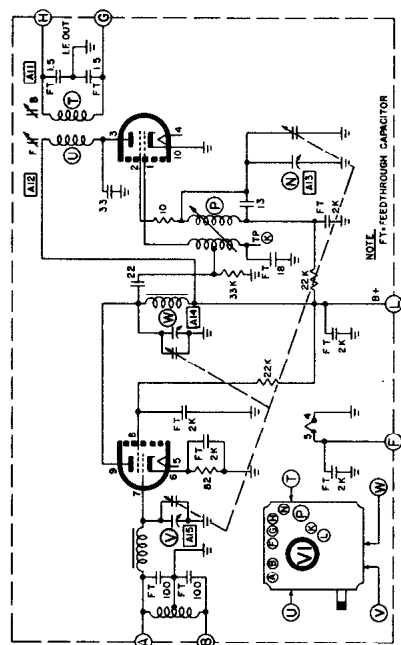 A
FT
100
FT
100
B
V
A15
7
9
8
6
5
82
FT
2K
FT
2K
W
A14
22
22K
33K
FT
18
TP
K
22K
P
10
13
N
A13
FT
2K
2
1
3
4
10
33
A12
F
U
A11
B
T
FT
1.5
I.F. OUT
FT
1.5
H
G
B+
L
FT
2K
5
4
FT
2K
F
U
T
V
W
V1
A
B
F
G
H
N
P
K
L
NOTE
FT=FEEDTHROUGH CAPACITOR